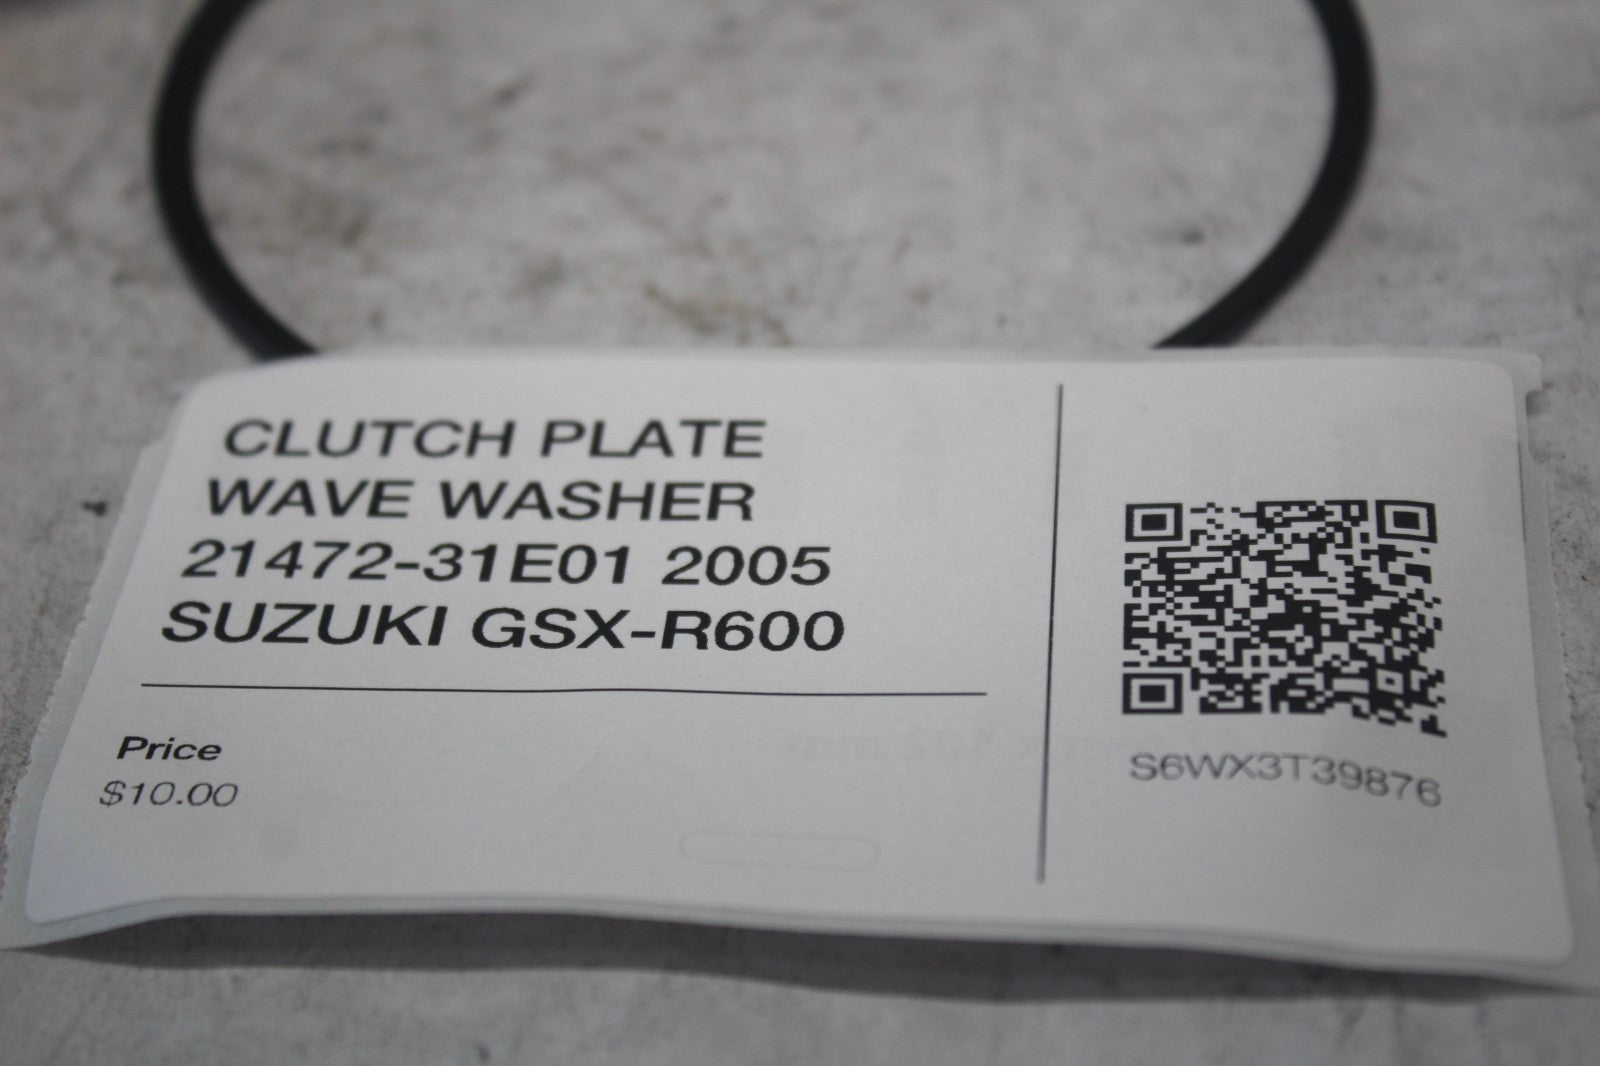 CLUTCH PLATE
WAVE WASHER
21472-31E01 2005
SUZUKI GSX-R600
Price
$10.00
S6WX3T39876